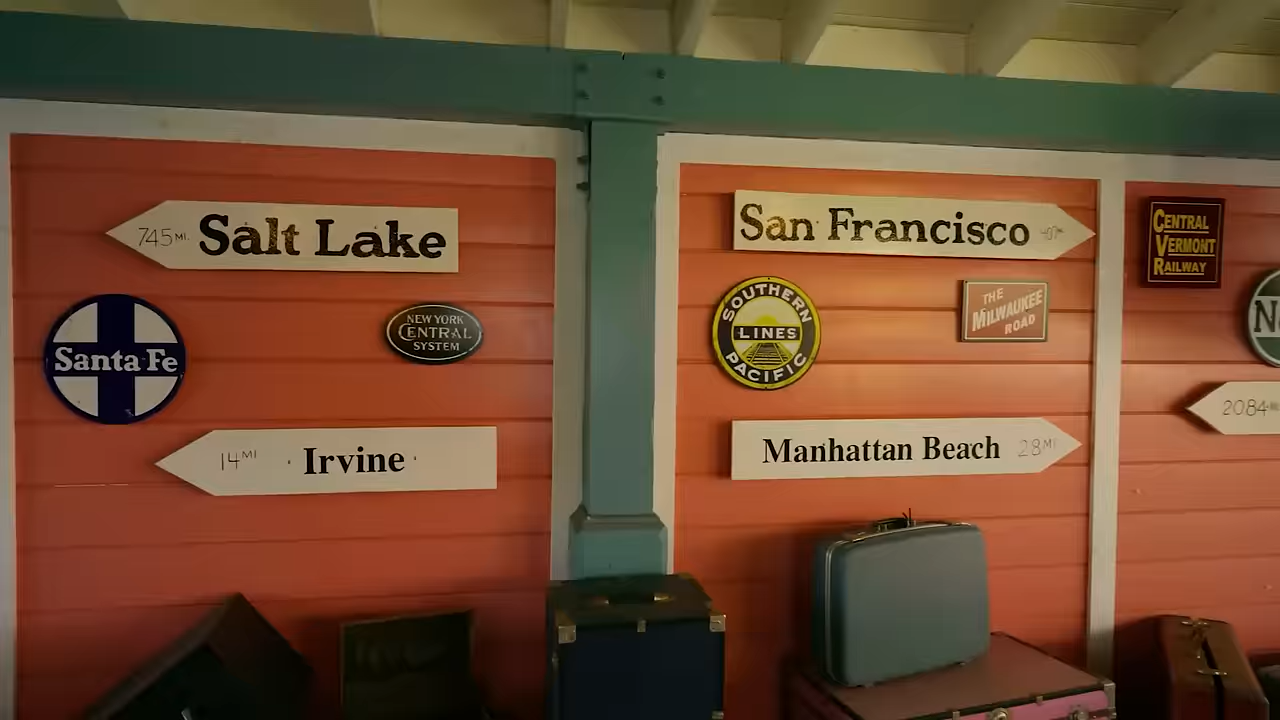 745 MI. Salt Lake
Santa Fe
NEW YORK
CENTRAL
SYSTEM
14 MI Irvine
San Francisco
SOUTHERN
LINES
PACIFIC
THE
MILWAUKEE
ROAD
Manhattan Beach 28 MI
CENTRAL
VERMONT
RAILWAY
N
2084